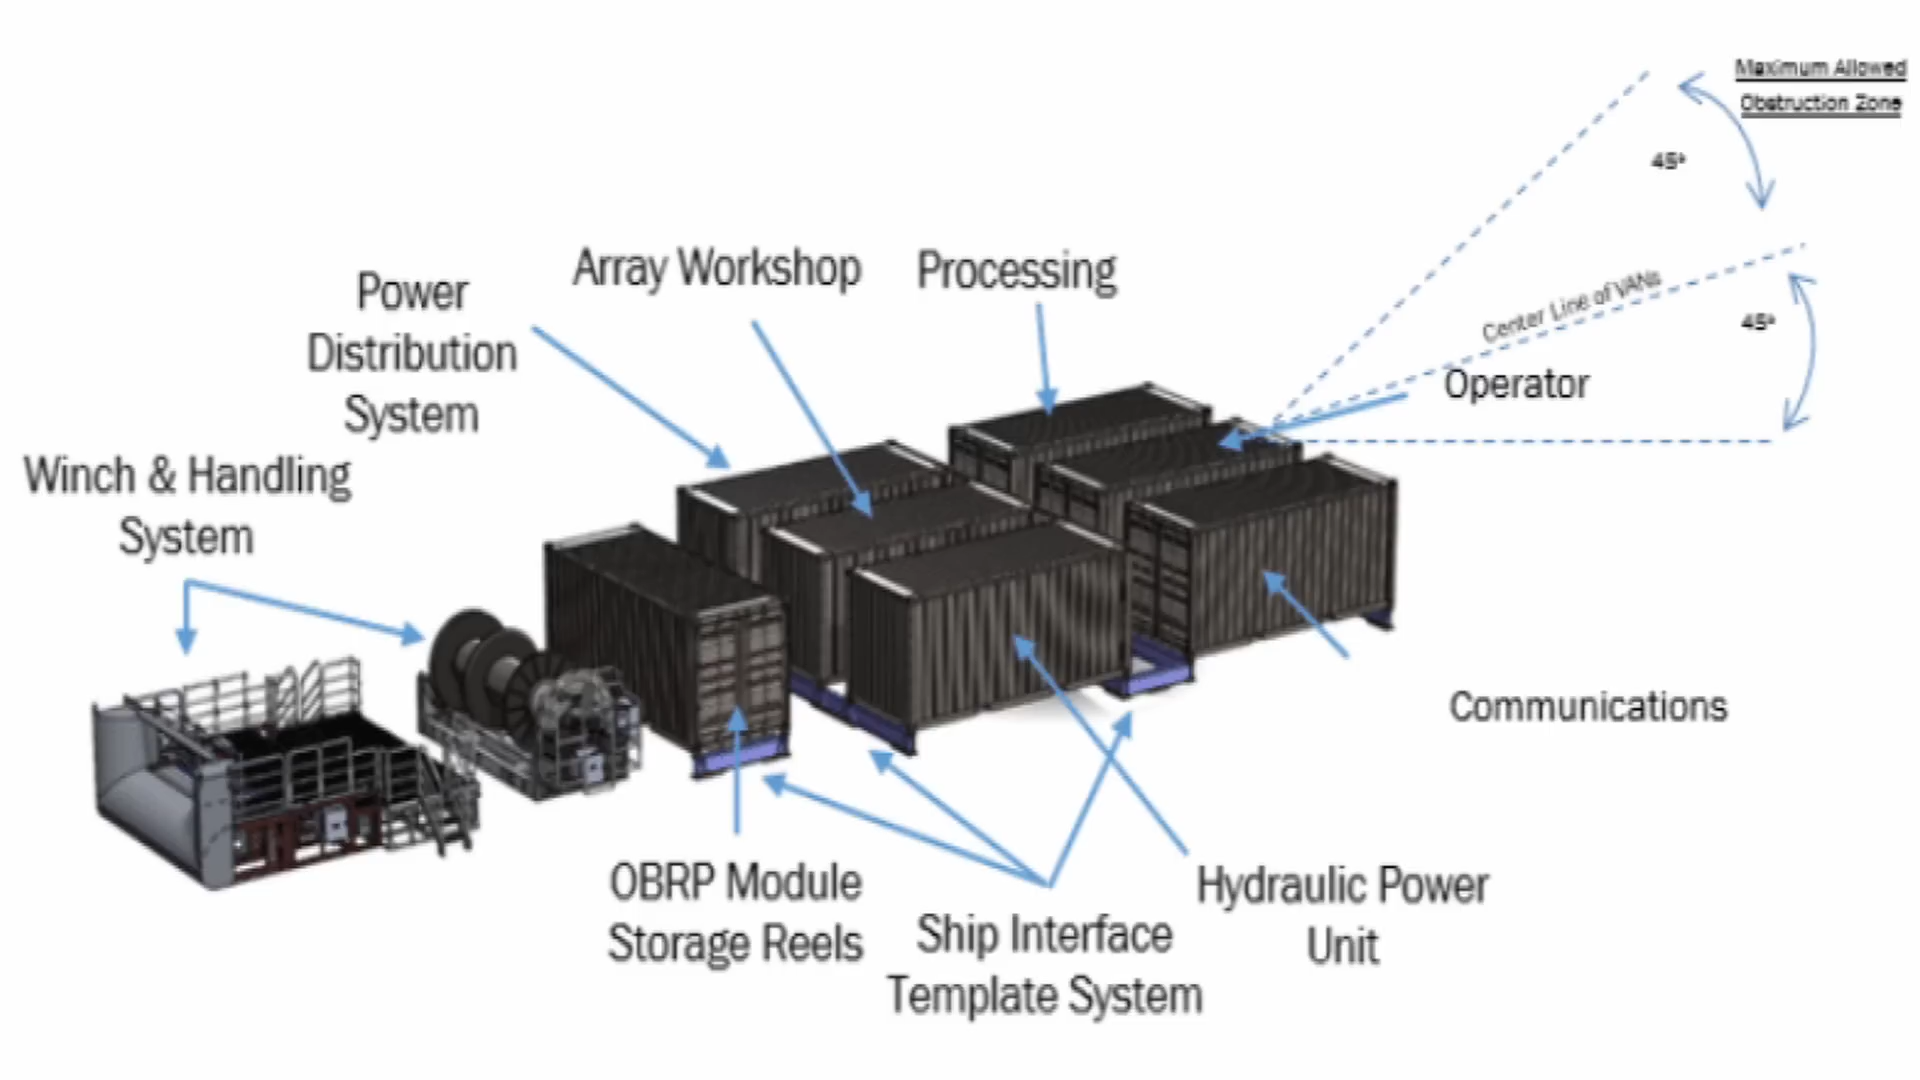 Maximum Allowed
Obstruction Zone
45°
Center Line of VANs
45°
Operator
Processing
Array Workshop
Power
Distribution
System
Winch & Handling
System
Communications
OBRP Module
Storage Reels
Ship Interface
Template System
Hydraulic Power
Unit